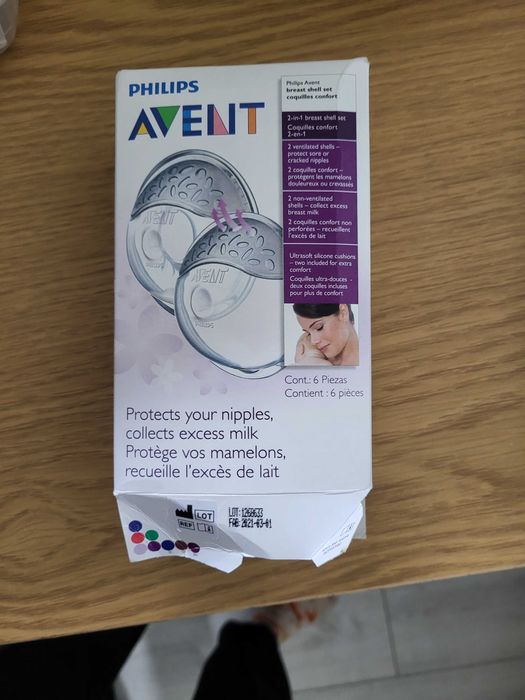 PHILIPS
AVENT
Philips Avent
breast shell set
coquilles confort
2-in-1 breast shell set
Coquilles confort
2-en-1
2 ventilated shells –
protect sore or
cracked nipples
2 coquilles confort –
protègent les mamelons
douloureux ou crevassés
2 non-ventilated
shells – collect excess
breast milk
2 coquilles confort non
perforées – recueillent
l'excès de lait
Ultrasoft silicone cushions
– two included for extra
comfort
Coquilles ultra-douces -
deux coquilles incluses
pour plus de confort
AVENT
PHILIPS
AVENT
PHILIPS
Cont.: 6 Piezas
Contient : 6 pièces
Protects your nipples,
collects excess milk
Protège vos mamelons,
recueille l'excès de lait
LOT
REF
LOT: 1260633
FAB: 2021-03-01